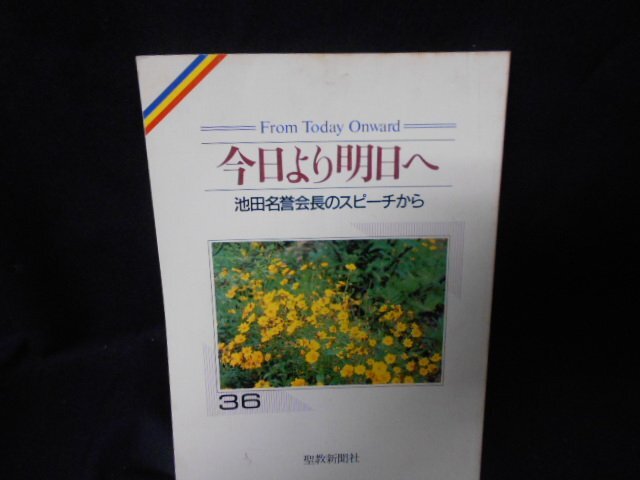 From Today Onward
今日より明日へ
池田名誉会長のスピーチから
36
聖教新聞社